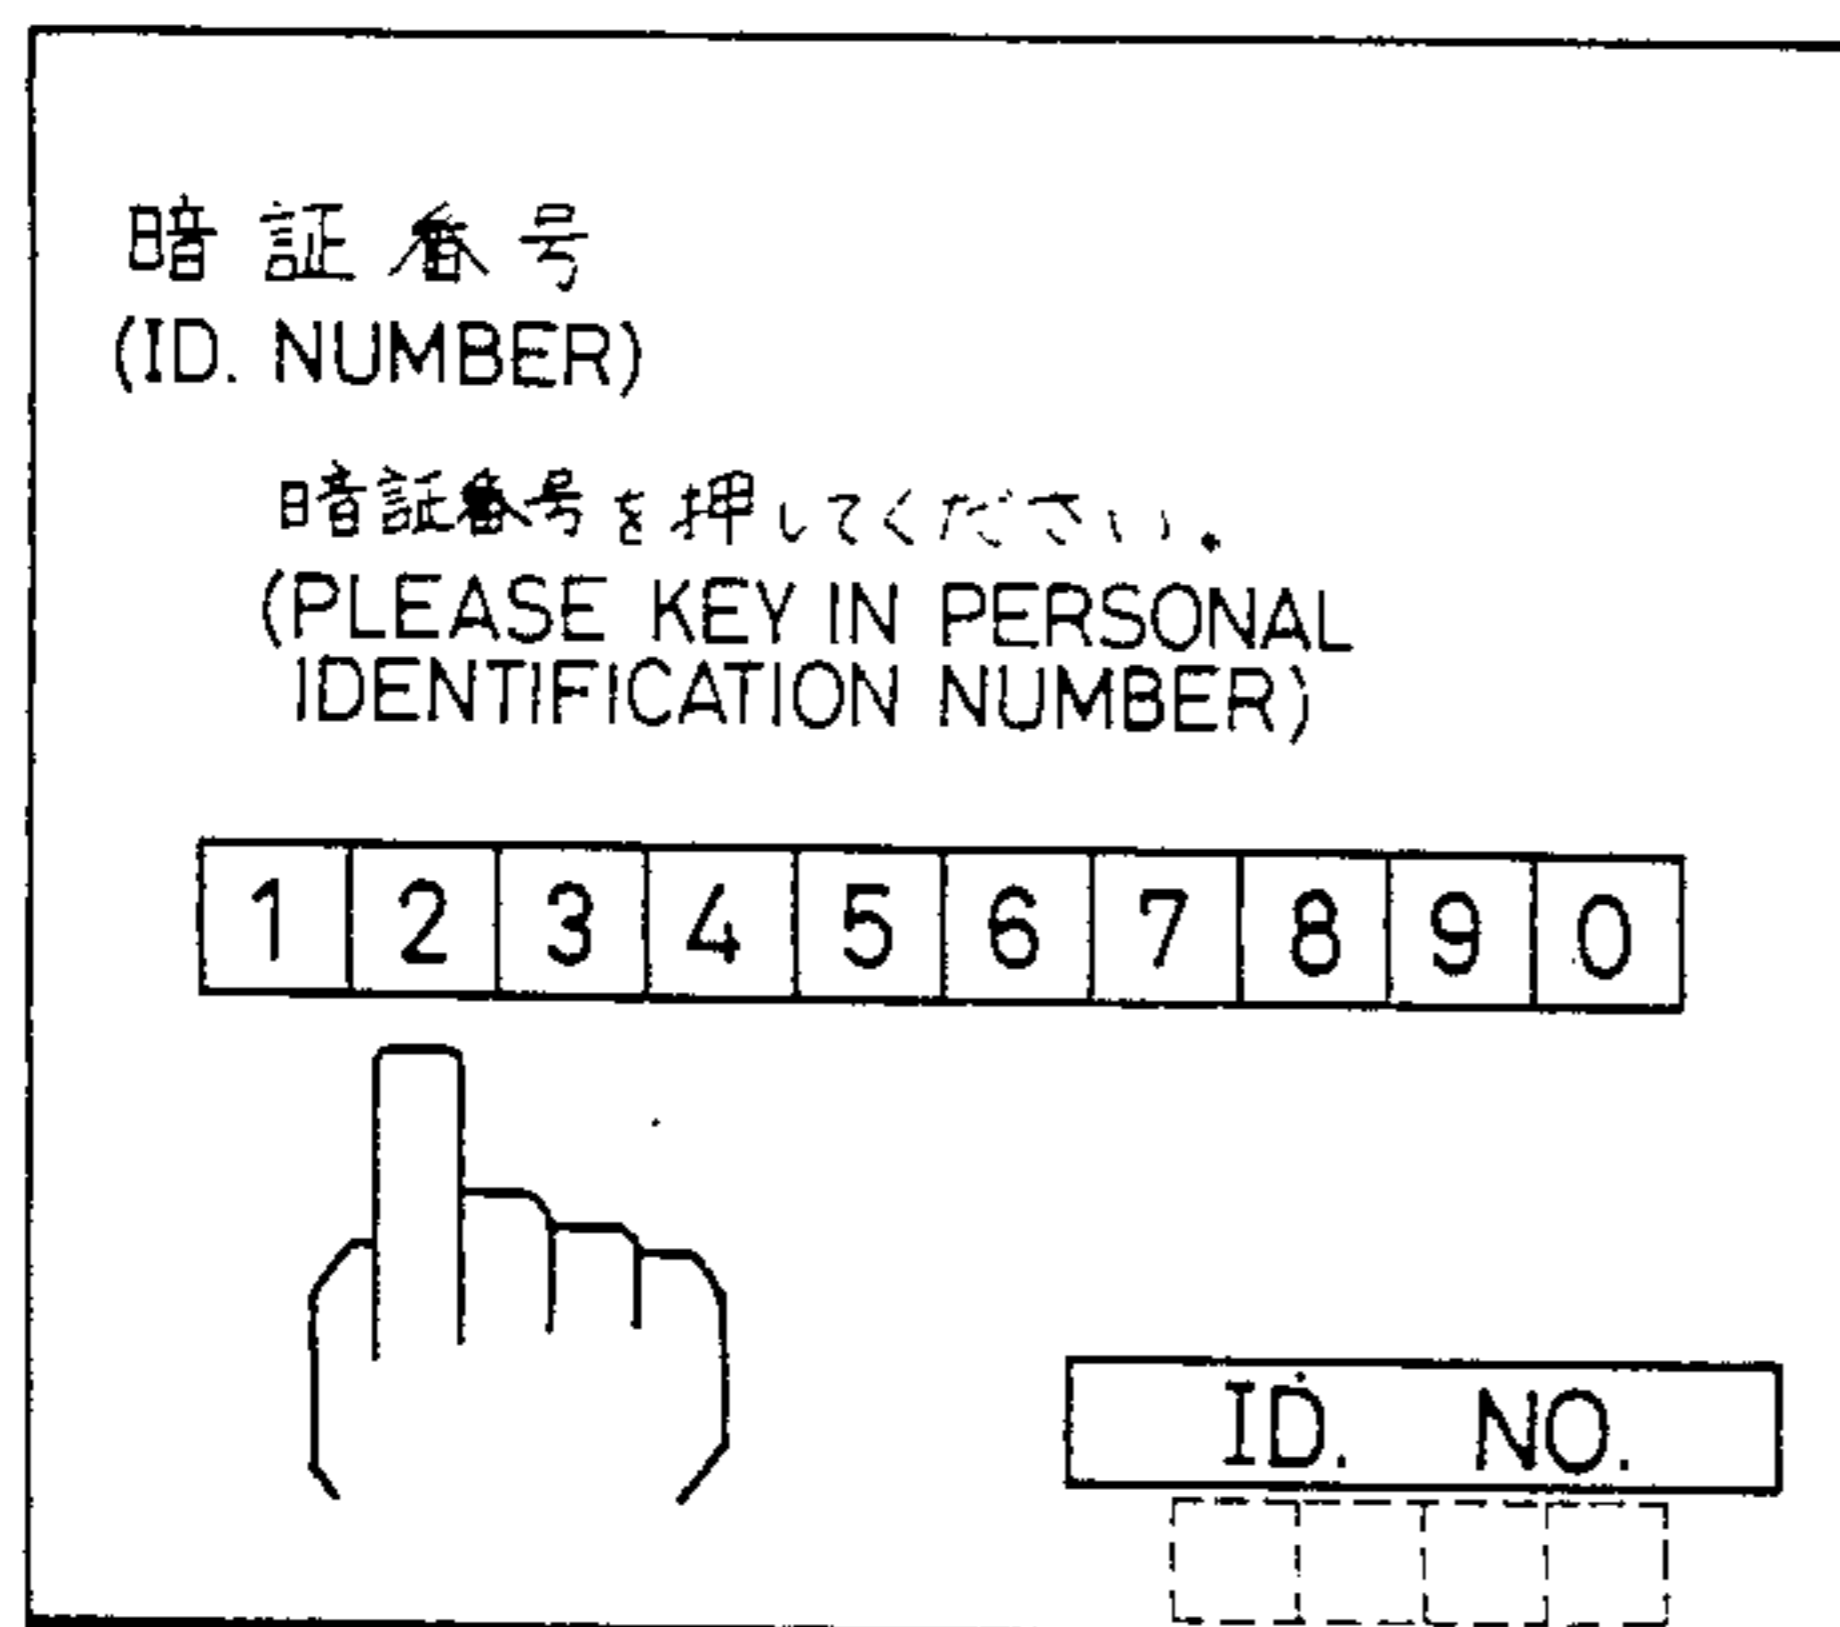 暗証番号
(ID. NUMBER)
暗証番号を押してください.
(PLEASE KEY IN PERSONAL
IDENTIFICATION NUMBER)
1 2 3 4 5 6 7 8 9 0
ID. NO.